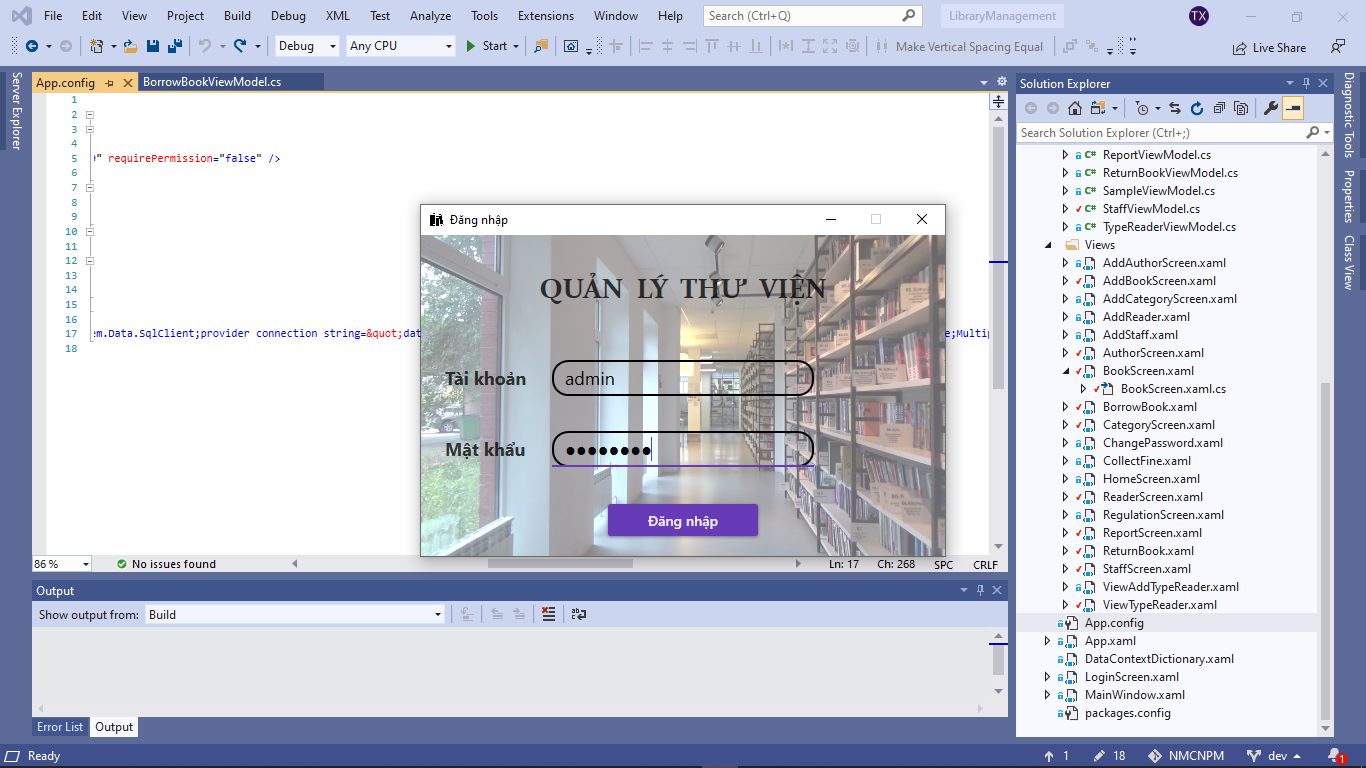 File Edit View Project Build Debug XML Test Analyze Tools Extensions Window Help Search (Ctrl+Q) LibraryManagement TX
Debug Any CPU Start Make Vertical Spacing Equal Live Share
Server Explorer
App.config BorrowBookViewModel.cs
1
2
3
4
5 " requirePermission="false" />
6
7
8
9
10
11
12
13
14
15
16
17 m.Data.SqlClient;provider connection string=&quot;dat e;Multip
18
Đăng nhập
QUẢN LÝ THƯ VIỆN
Tài khoản admin
Mật khẩu ●●●●●●●●
Đăng nhập
86 % No issues found Ln: 17 Ch: 268 SPC CRLF
Output
Show output from: Build
Error List Output
Solution Explorer
Search Solution Explorer (Ctrl+;)
C# ReportViewModel.cs
C# ReturnBookViewModel.cs
C# SampleViewModel.cs
C# StaffViewModel.cs
C# TypeReaderViewModel.cs
Views
AddAuthorScreen.xaml
AddBookScreen.xaml
AddCategoryScreen.xaml
AddReader.xaml
AddStaff.xaml
AuthorScreen.xaml
BookScreen.xaml
BookScreen.xaml.cs
BorrowBook.xaml
CategoryScreen.xaml
ChangePassword.xaml
CollectFine.xaml
HomeScreen.xaml
ReaderScreen.xaml
RegulationScreen.xaml
ReportScreen.xaml
ReturnBook.xaml
StaffScreen.xaml
ViewAddTypeReader.xaml
ViewTypeReader.xaml
App.config
App.xaml
DataContextDictionary.xaml
LoginScreen.xaml
MainWindow.xaml
packages.config
Diagnostic Tools
Properties
Class View
Ready 1 18 NMCNPM dev 1